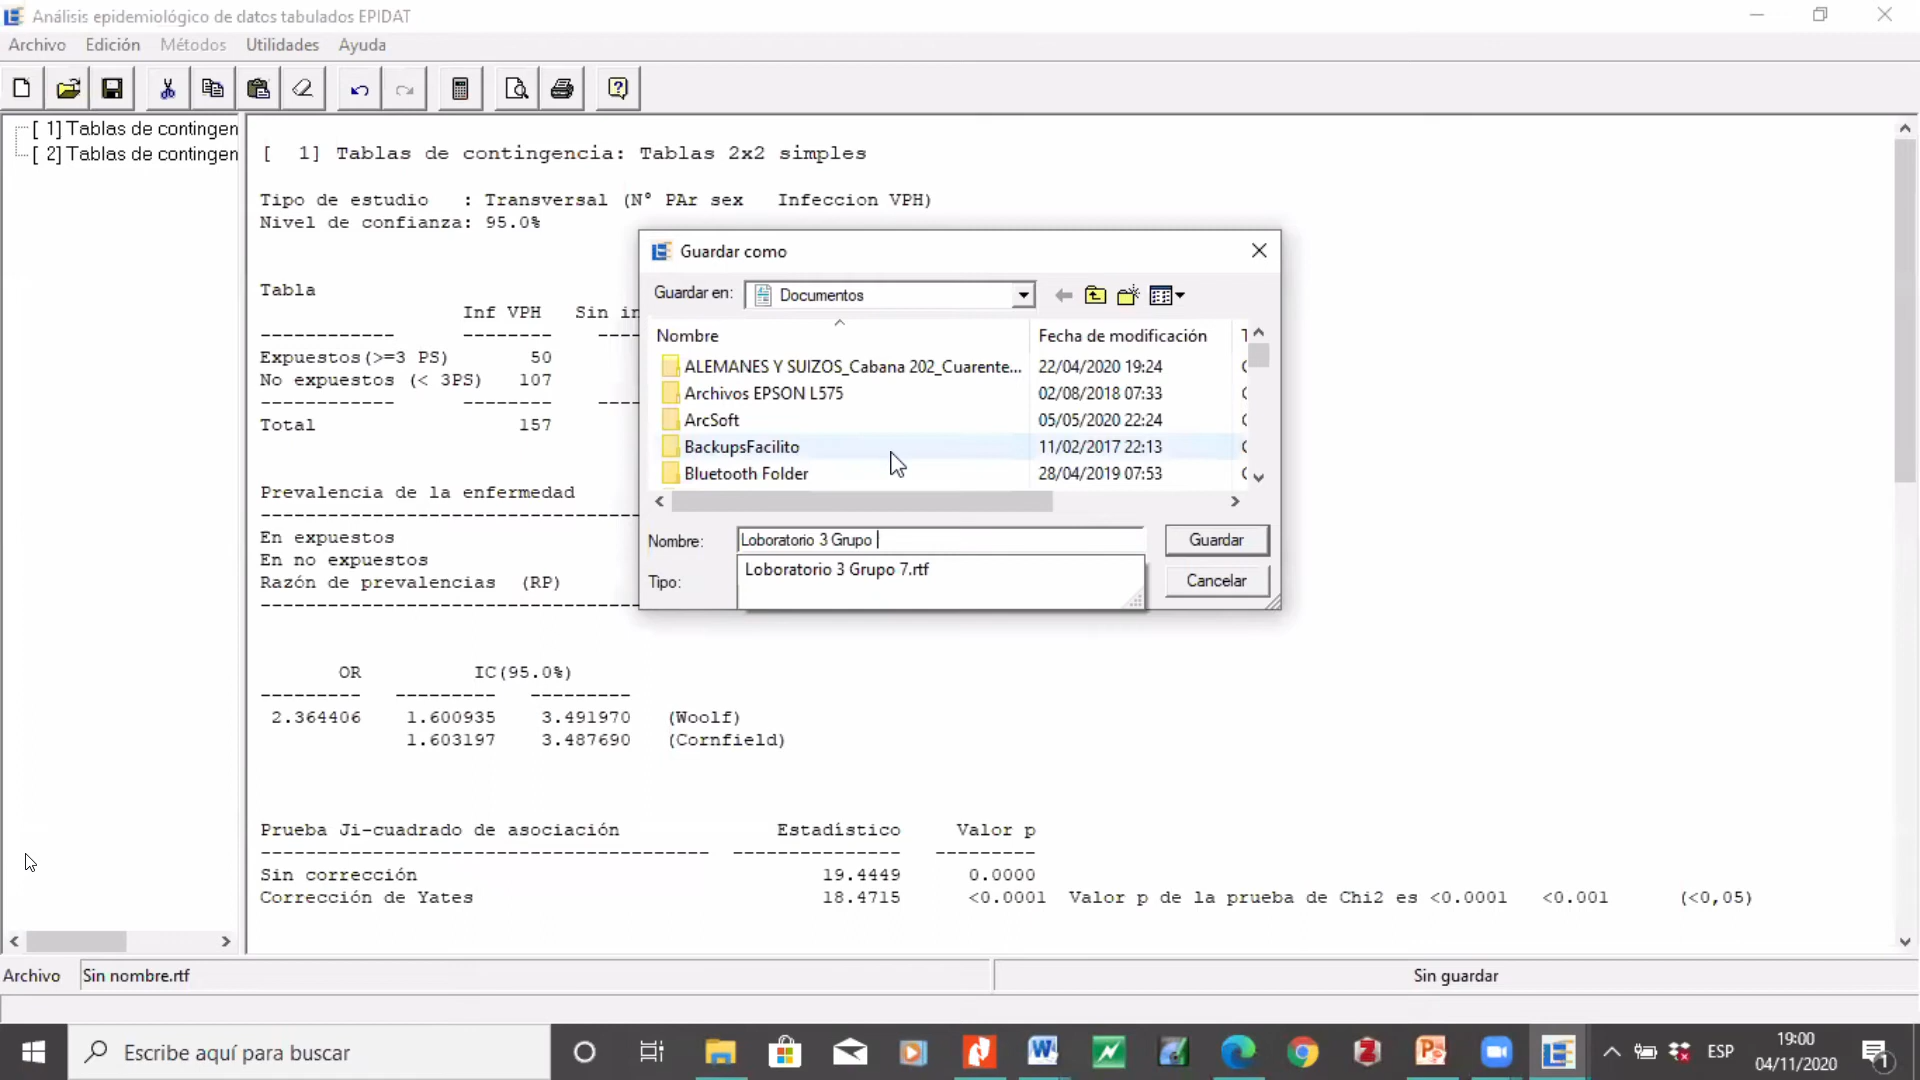 Análisis epidemiológico de datos tabulados EPIDAT
Archivo Edición Métodos Utilidades Ayuda
[ 1] Tablas de contingen
[ 2] Tablas de contingen
[ 1] Tablas de contingencia: Tablas 2x2 simples
Tipo de estudio : Transversal (N° PAr sex Infeccion VPH)
Nivel de confianza: 95.0%
Tabla
Inf VPH Sin in
Expuestos(>=3 PS) 50
No expuestos (< 3PS) 107
Total 157
Prevalencia de la enfermedad
En expuestos
En no expuestos
Razón de prevalencias (RP)
OR IC(95.0%)
2.364406 1.600935 3.491970 (Woolf)
1.603197 3.487690 (Cornfield)
Prueba Ji-cuadrado de asociación Estadístico Valor p
Sin corrección 19.4449 0.0000
Corrección de Yates 18.4715 <0.0001 Valor p de la prueba de Chi2 es <0.0001 <0.001 (<0,05)
Guardar como
Guardar en: Documentos
Nombre Fecha de modificación T
ALEMANES Y SUIZOS_Cabana 202_Cuarente... 22/04/2020 19:24
Archivos EPSON L575 02/08/2018 07:33
ArcSoft 05/05/2020 22:24
BackupsFacilito 11/02/2017 22:13
Bluetooth Folder 28/04/2019 07:53
Nombre: Loboratorio 3 Grupo Guardar
Loboratorio 3 Grupo 7.rtf
Tipo: Cancelar
Archivo Sin nombre.rtf Sin guardar
Escribe aquí para buscar
ESP
19:00
04/11/2020
1